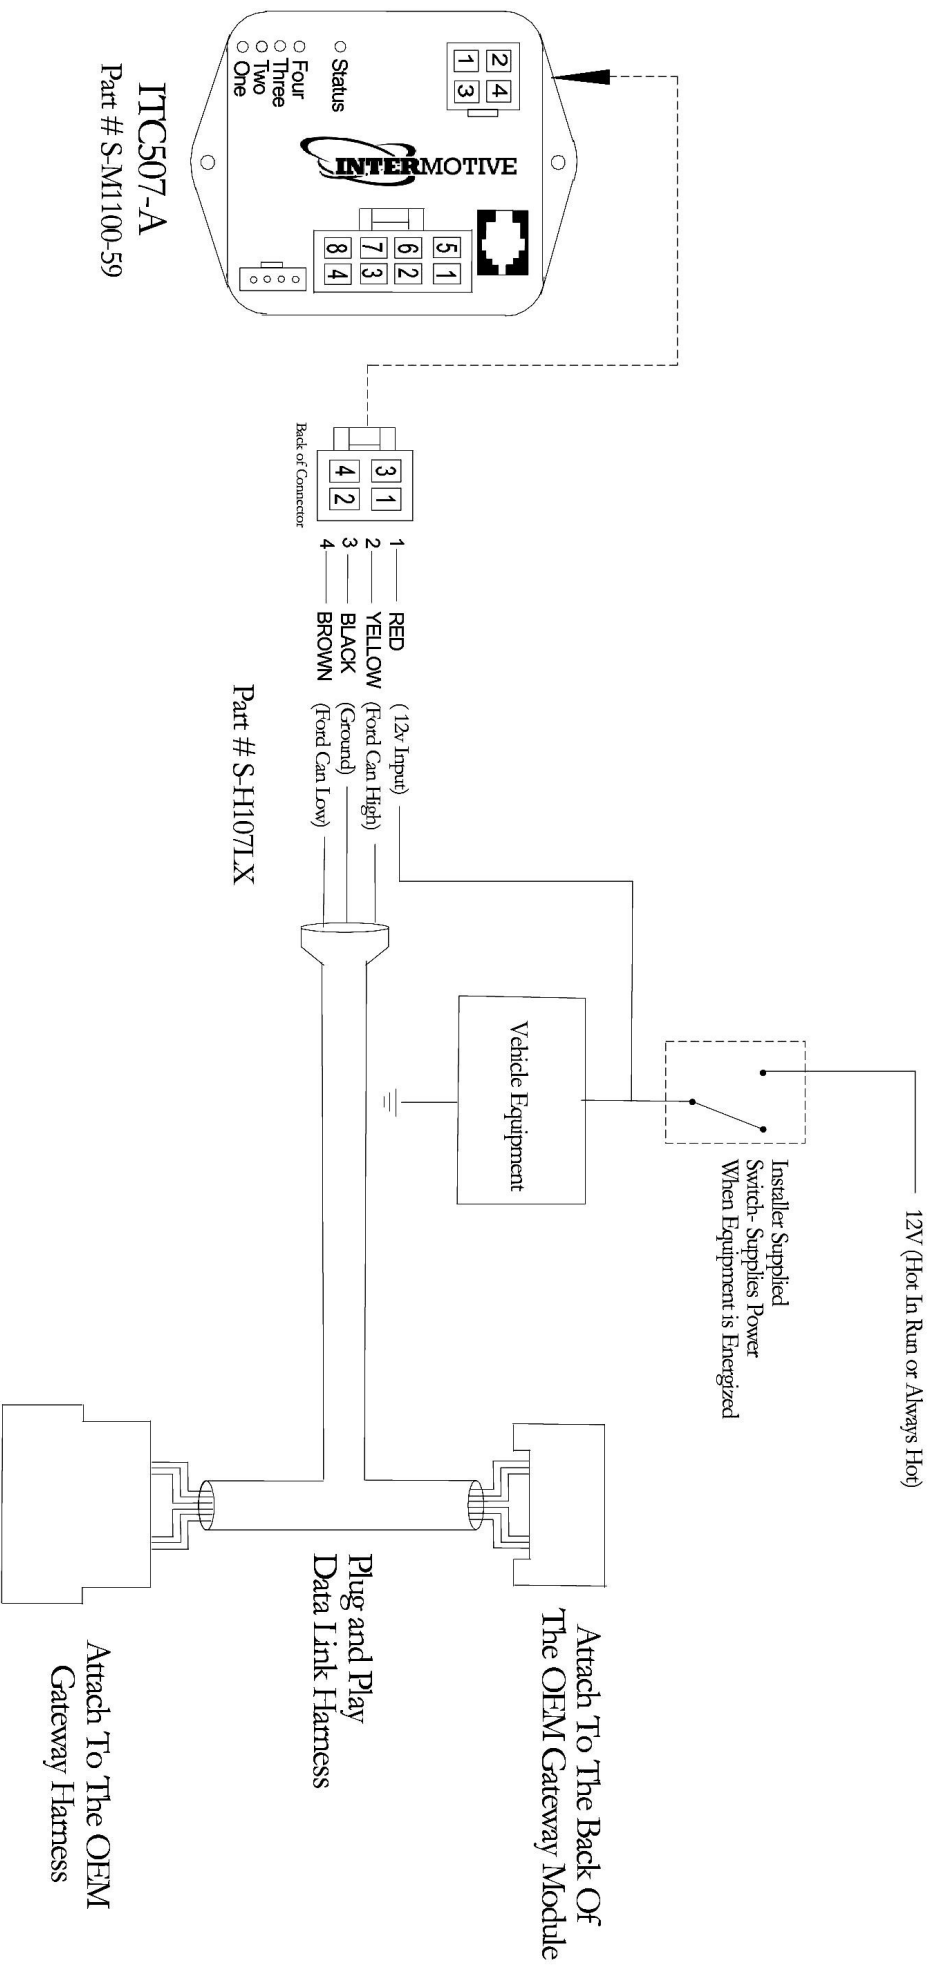 12V (Hot In Run or Always Hot)
Installer Supplied
Switch- Supplies Power
When Equipment is Energized
Attach To The Back Of
The OEM Gateway Module
2 4
1 3
Vehicle Equipment
5 1
6 2
7 3
8 4
INTERMOTIVE
Status
Four
Three
Two
One
3 1
4 2
Back of Connector
1 RED ( 12v Input)
2 YELLOW (Ford Can High)
3 BLACK (Ground)
4 BROWN (Ford Can Low)
Plug and Play
Data Link Harness
Part # S-H107LX
ITC507-A
Part # S-M1100-59
Attach To The OEM
Gateway Harness